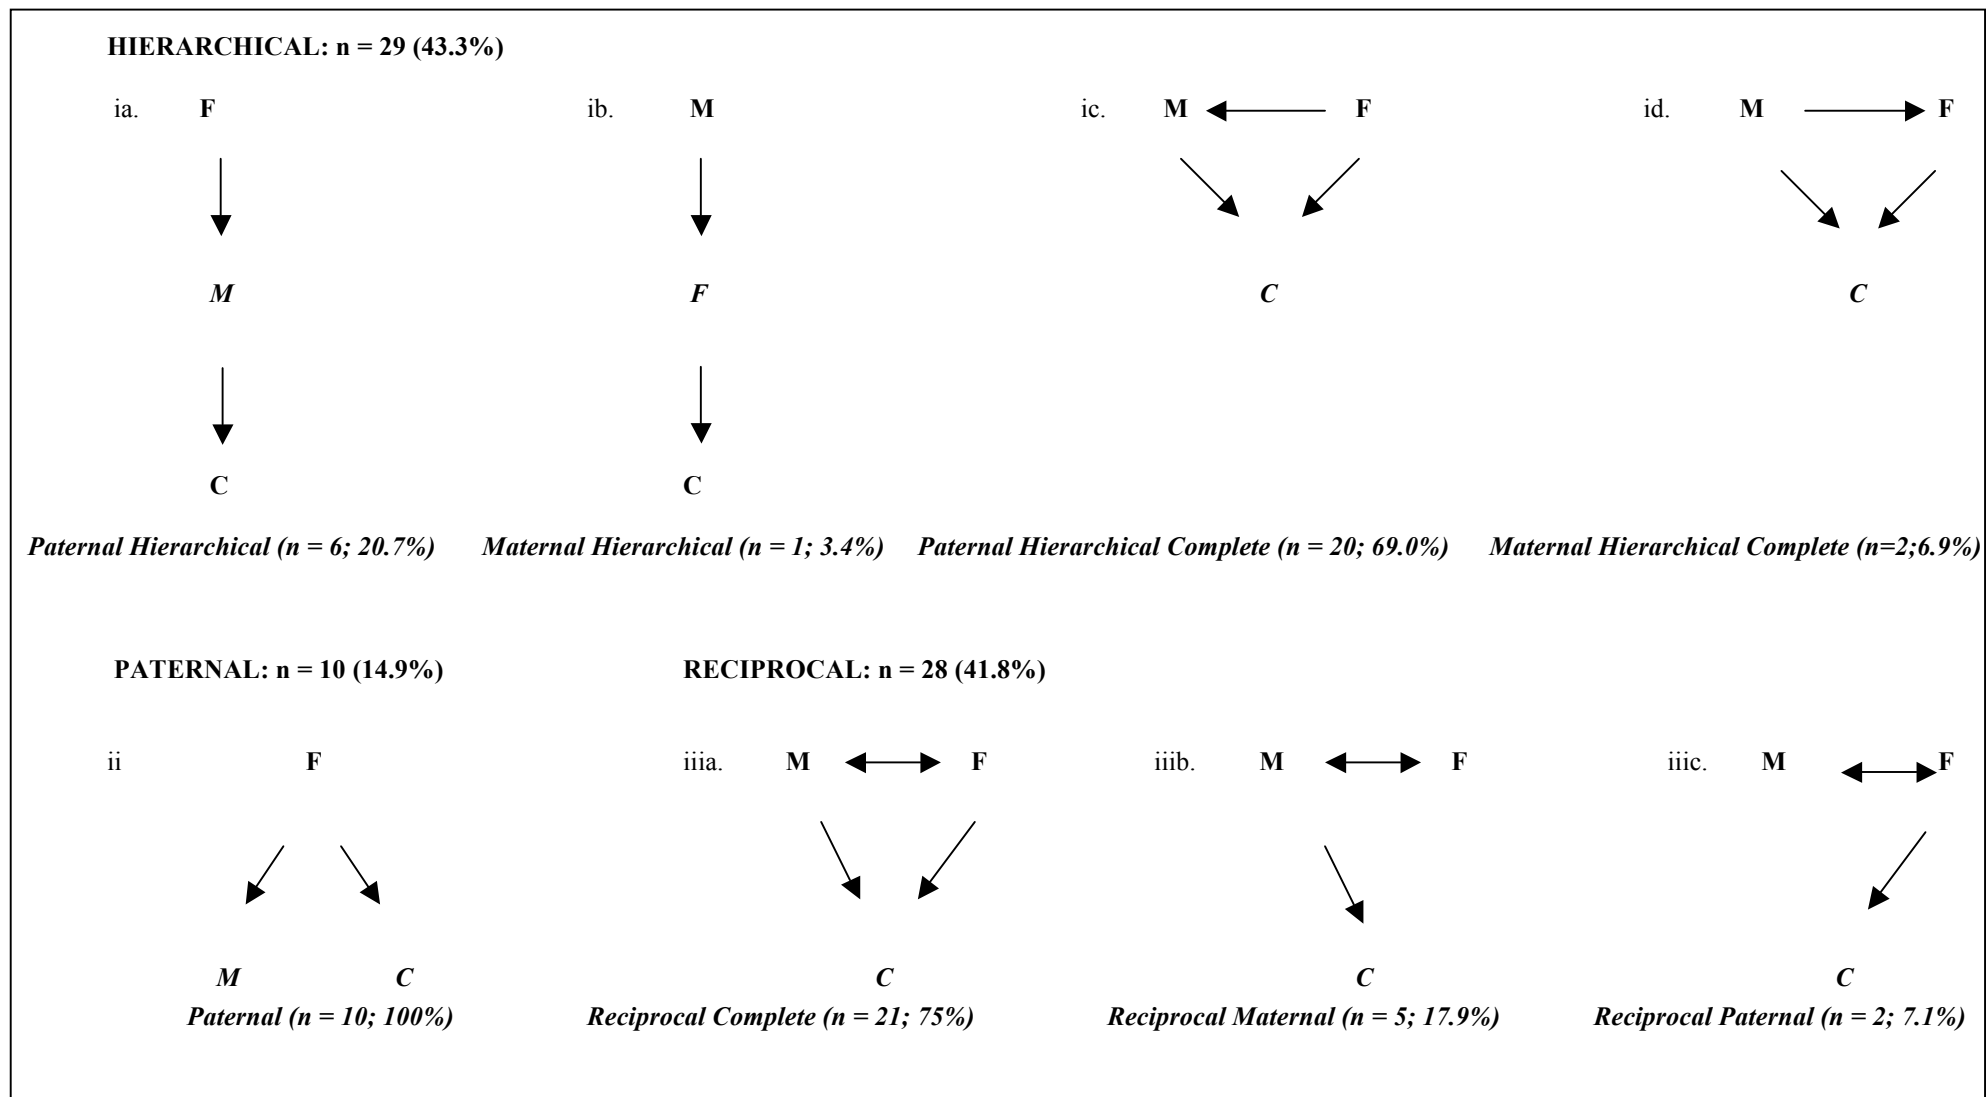 HIERARCHICAL: n = 29 (43.3%)
ia. F ib. M ic. M F id. M F
M F C C
C C
Paternal Hierarchical (n = 6; 20.7%) Maternal Hierarchical (n = 1; 3.4%) Paternal Hierarchical Complete (n = 20; 69.0%) Maternal Hierarchical Complete (n=2;6.9%)
PATERNAL: n = 10 (14.9%) RECIPROCAL: n = 28 (41.8%)
ii F iiia. M F iiib. M F iiic. M F
M C C C C
Paternal (n = 10; 100%) Reciprocal Complete (n = 21; 75%) Reciprocal Maternal (n = 5; 17.9%) Reciprocal Paternal (n = 2; 7.1%)